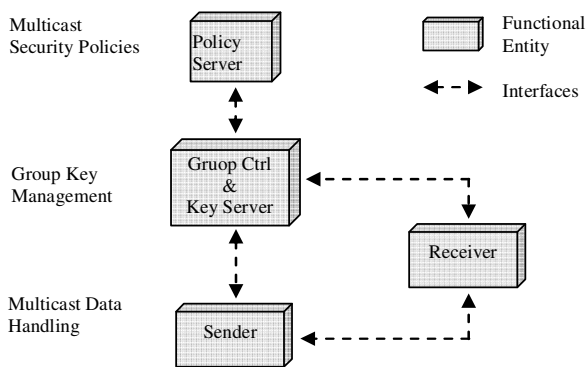 Multicast
Security Policies
Policy
Server
Functional
Entity
Interfaces
Group Key
Management
Gruop Ctrl
&
Key Server
Receiver
Multicast Data
Handling
Sender